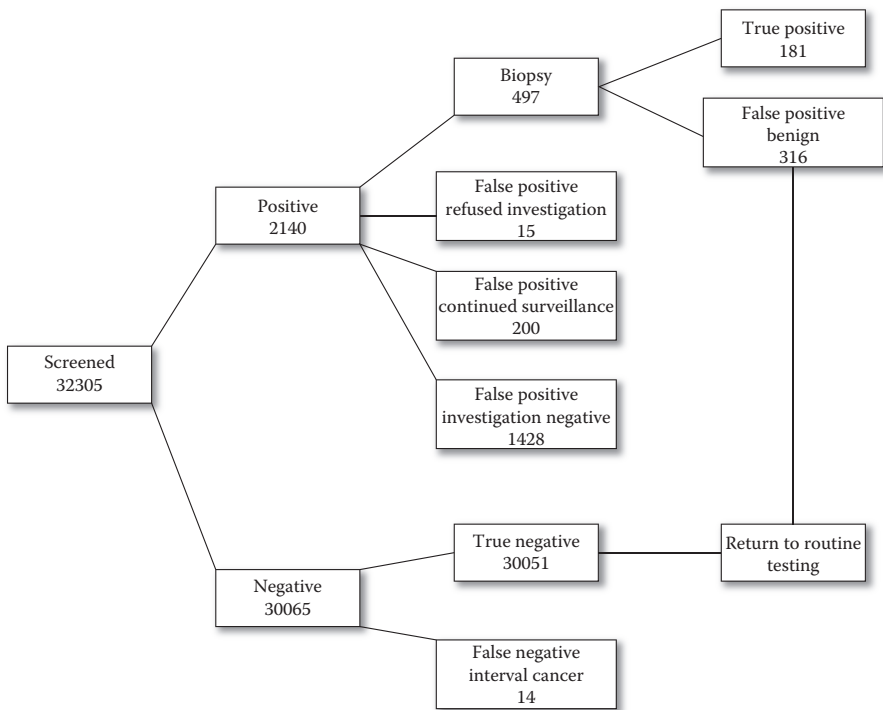 True positive
181
Biopsy
497
False positive
benign
316
Positive
2140
False positive
refused investigation
15
False positive
continued surveillance
200
Screened
32305
False positive
investigation negative
1428
True negative
30051
Return to routine
testing
Negative
30065
False negative
interval cancer
14